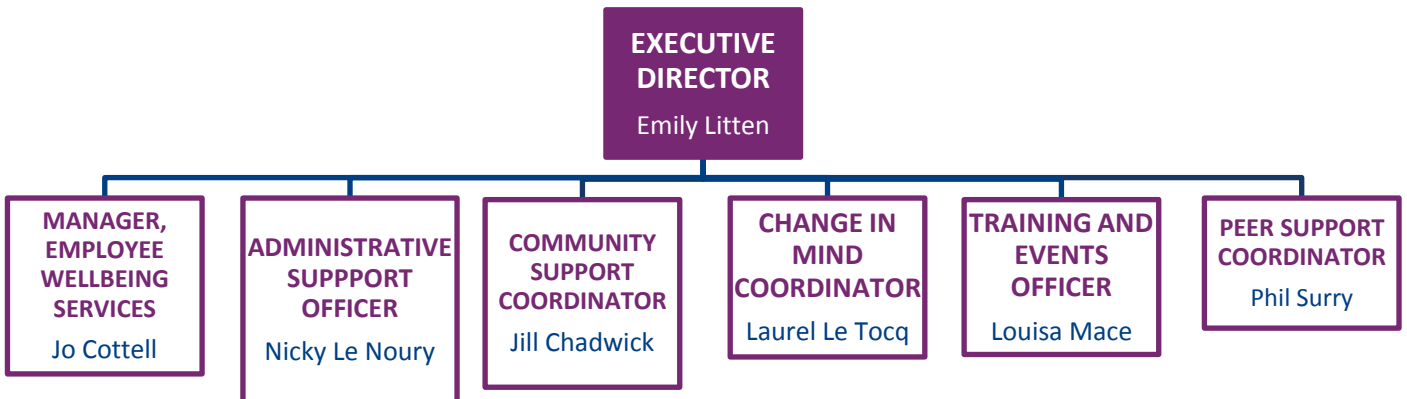 EXECUTIVE
DIRECTOR
Emily Litten
MANAGER,
EMPLOYEE
WELLBEING
SERVICES
Jo Cottell
ADMINISTRATIVE
SUPPPORT
OFFICER
Nicky Le Noury
COMMUNITY
SUPPORT
COORDINATOR
Jill Chadwick
CHANGE IN
MIND
COORDINATOR
Laurel Le Tocq
TRAINING AND
EVENTS
OFFICER
Louisa Mace
PEER SUPPORT
COORDINATOR
Phil Surry